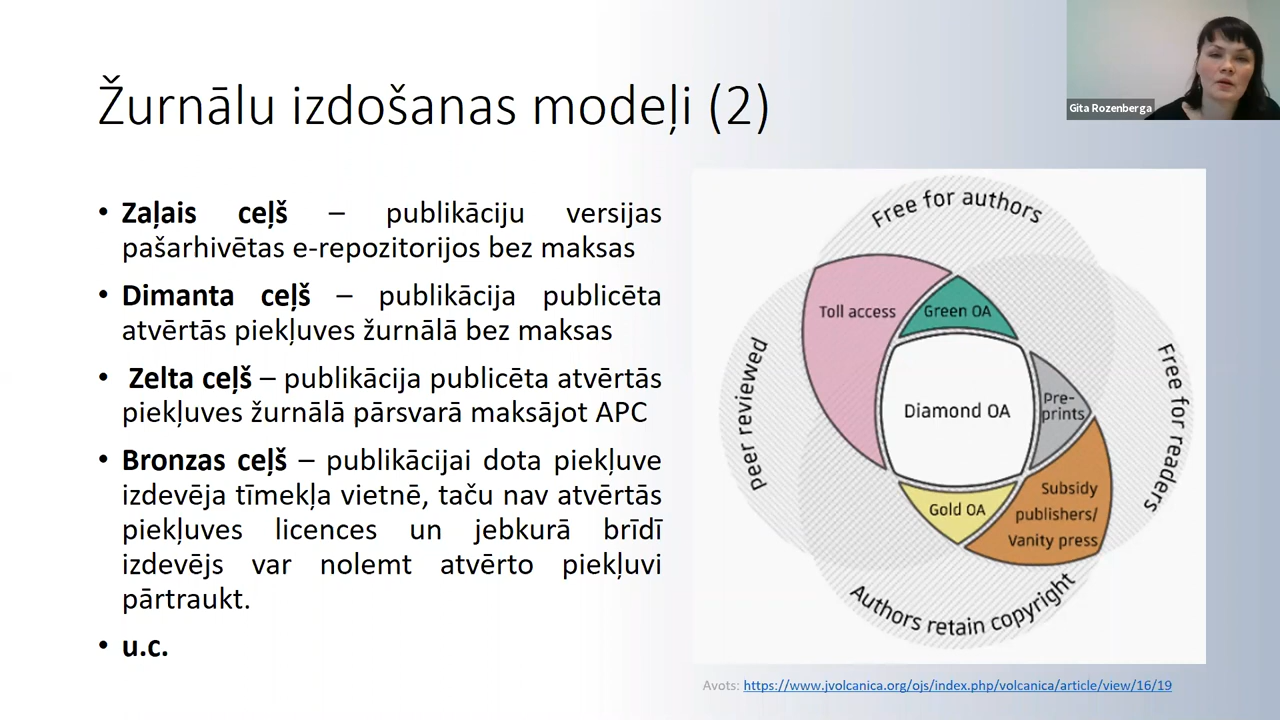 Gita Rozenberga
Žurnālu izdošanas modeļi (2)
• Zaļais ceļš – publikāciju versijas
pašarhivētas e-repozitorijos bez maksas
• Dimanta ceļš – publikācija publicēta
atvērtās piekļuves žurnālā bez maksas
• Zelta ceļš – publikācija publicēta atvērtās
piekļuves žurnālā pārsvarā maksājot APC
• Bronzas ceļš – publikācijai dota piekļuve
izdevēja tīmekļa vietnē, taču nav atvērtās
piekļuves licences un jebkurā brīdī
izdevējs var nolemt atvērto piekļuvi
pārtraukt.
• u.c.
Free for authors
Toll access
Green OA
Peer reviewed
Free for readers
Diamond OA
Pre-
prints
Gold OA
Subsidy
publishers/
Vanity press
Authors retain copyright
Avots: https://www.jvolcanica.org/ojs/index.php/volcanica/article/view/16/19